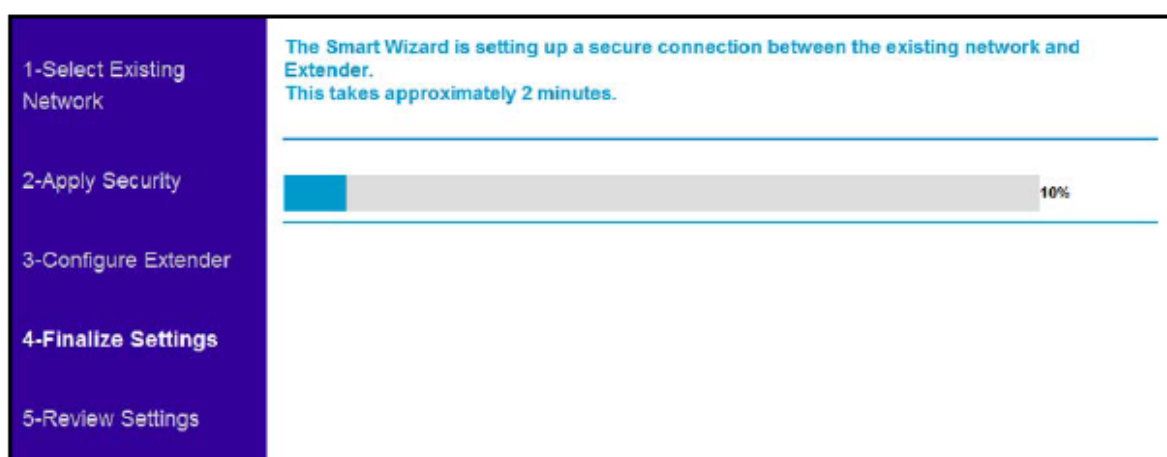 1-Select Existing
Network
2-Apply Security
3-Configure Extender
4-Finalize Settings
5-Review Settings
The Smart Wizard is setting up a secure connection between the existing network and
Extender.
This takes approximately 2 minutes.
10%